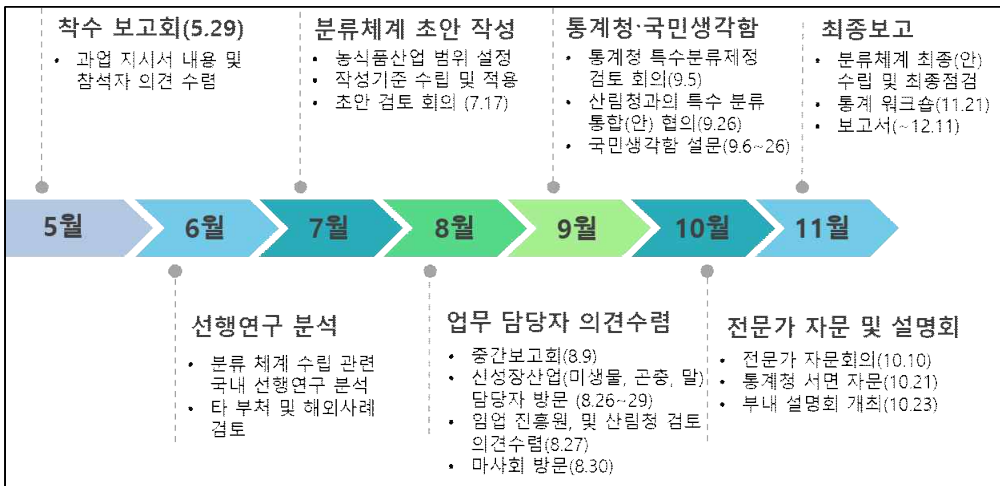 착수 보고회(5.29)
• 과업 지시서 내용 및
참석자 의견 수렴
분류체계 초안 작성
• 농식품산업 범위 설정
• 작성기준 수립 및 적용
• 초안 검토 회의 (7.17)
통계청·국민생각함
• 통계청 특수분류제정
검토 회의(9.5)
• 산림청과의 특수 분류
통합(안) 협의(9.26)
• 국민생각함 설문(9.6~26)
최종보고
• 분류체계 최종(안)
수립 및 최종점검
• 통계 워크숍(11.21)
• 보고서(~12.11)
5월
6월
7월
8월
9월
10월
11월
선행연구 분석
• 분류 체계 수립 관련
국내 선행연구 분석
• 타 부처 및 해외사례
검토
업무 담당자 의견수렴
• 중간보고회(8.9)
• 신성장산업(미생물, 곤충, 말)
담당자 방문 (8.26~29)
• 임업 진흥원, 및 산림청 검토
의견수렴(8.27)
• 마사회 방문(8.30)
전문가 자문 및 설명회
• 전문가 자문회의(10.10)
• 통계청 서면 자문(10.21)
• 부내 설명회 개최(10.23)